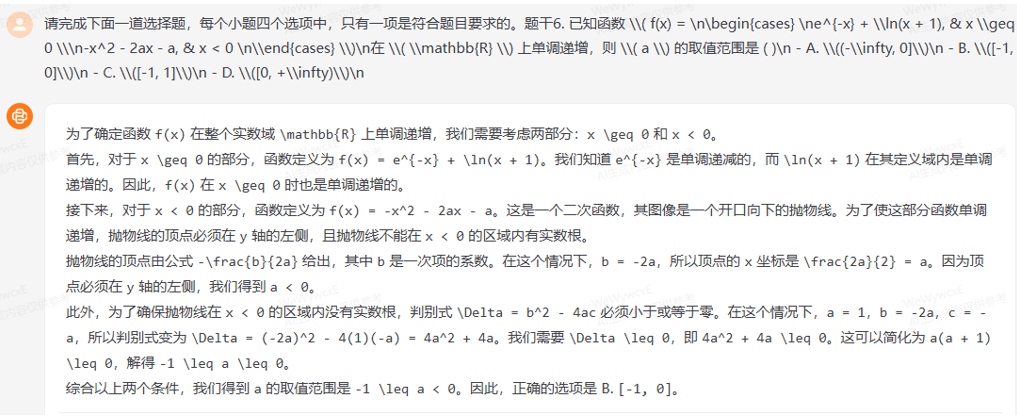 请完成下面一道选择题，每个小题四个选项中，只有一项是符合题目要求的。题干6. 已知函数 \\( f(x) = \n\begin{cases} \ne^{-x} + \\ln(x + 1), & x \\geq
0 \\\n-x^2 - 2ax - a, & x < 0 \n\\end{cases} \\)\n在 \\( \\mathbb{R} \\) 上单调递增，则 \\( a \\) 的取值范围是 ( )\n - A. \\((-\\infty, 0]\\)\n - B. \\([-1,
0]\\)\n - C. \\([-1, 1]\\)\n - D. \\([0, +\\infty)\\)\n
为了确定函数 f(x) 在整个实数域 \mathbb{R} 上单调递增，我们需要考虑两部分：x \geq 0 和 x < 0。
首先，对于 x \geq 0 的部分，函数定义为 f(x) = e^{-x} + \ln(x + 1)。我们知道 e^{-x} 是单调递减的，而 \ln(x + 1) 在其定义域内是单调
递增的。因此，f(x) 在 x \geq 0 时也是单调递增的。
接下来，对于 x < 0 的部分，函数定义为 f(x) = -x^2 - 2ax - a。这是一个二次函数，其图像是一个开口向下的抛物线。为了使这部分函数单调
递增，抛物线的顶点必须在 y 轴的左侧，且抛物线不能在 x < 0 的区域内有实数根。
抛物线的顶点由公式 -\frac{b}{2a} 给出，其中 b 是一次项的系数。在这个情况下，b = -2a，所以顶点的 x 坐标是 \frac{2a}{2} = a。因为顶
点必须在 y 轴的左侧，我们得到 a < 0。
此外，为了确保抛物线在 x < 0 的区域内没有实数根，判别式 \Delta = b^2 - 4ac 必须小于或等于零。在这个情况下，a = 1，b = -2a，c = -
a，所以判别式变为 \Delta = (-2a)^2 - 4(1)(-a) = 4a^2 + 4a。我们需要 \Delta \leq 0，即 4a^2 + 4a \leq 0。这可以简化为 a(a + 1)
\leq 0，解得 -1 \leq a \leq 0。
综合以上两个条件，我们得到 a 的取值范围是 -1 \leq a < 0。因此，正确的选项是 B. [-1, 0]。